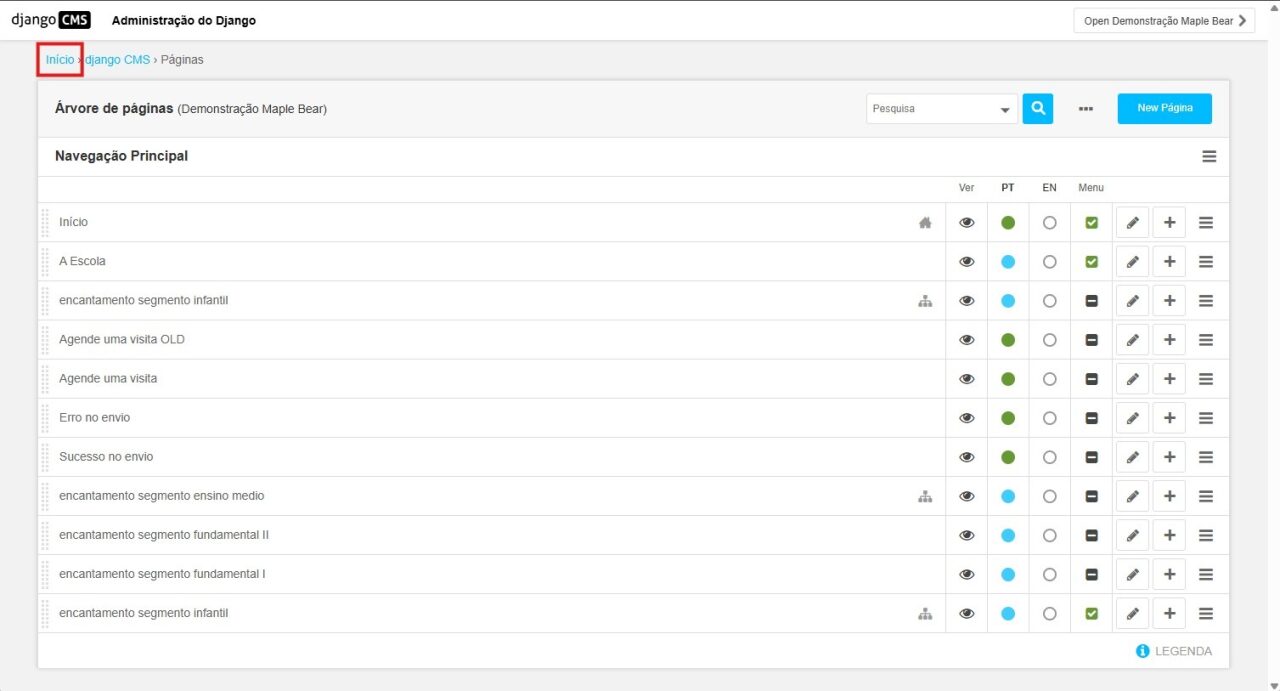 django CMS Administração do Django Open Demonstração Maple Bear
Início › django CMS › Páginas
Árvore de páginas (Demonstração Maple Bear) Pesquisa New Página
Navegação Principal
Ver PT EN Menu
Início
A Escola
encantamento segmento infantil
Agende uma visita OLD
Agende uma visita
Erro no envio
Sucesso no envio
encantamento segmento ensino medio
encantamento segmento fundamental II
encantamento segmento fundamental I
encantamento segmento infantil
LEGENDA